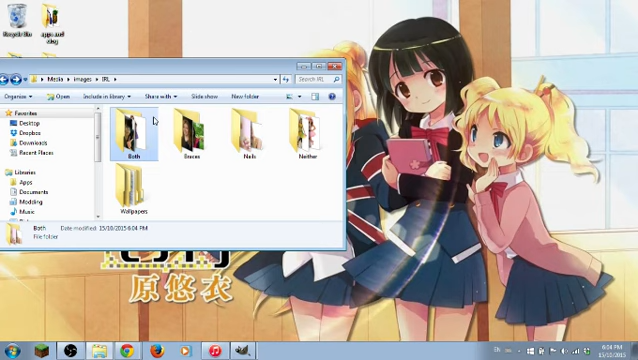 Recycle Bin
apps and
Media ▸ images ▸ IRL ▸
Search IRL
Organize
Open
Include in library
Share with
Slide show
New folder
Favorites
Desktop
Dropbox
Downloads
Recent Places
Libraries
Apps
Documents
Modding
Music
Both
Braces
Nails
Neither
Wallpapers
Both
Date modified: 15/10/2015 6:04 PM
File folder
原悠衣
EN
6:04 PM
15/10/2015